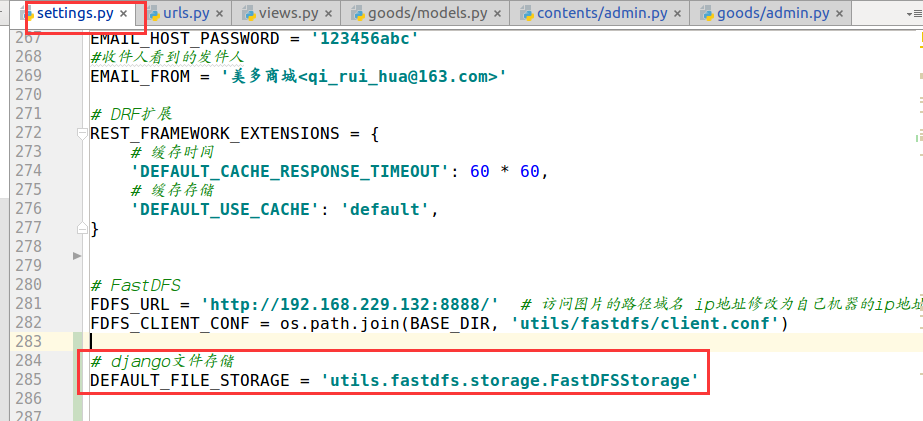 settings.py × urls.py × views.py × goods/models.py × contents/admin.py × goods/admin.py ×
267 EMAIL_HOST_PASSWORD = '123456abc'
268 #收件人看到的发件人
269 EMAIL_FROM = '美多商城<qi_rui_hua@163.com>'
270
271 # DRF扩展
272 REST_FRAMEWORK_EXTENSIONS = {
273 # 缓存时间
274 'DEFAULT_CACHE_RESPONSE_TIMEOUT': 60 * 60,
275 # 缓存存储
276 'DEFAULT_USE_CACHE': 'default',
277 }
278
279
280 # FastDFS
281 FDFS_URL = 'http://192.168.229.132:8888/' # 访问图片的路径域名 ip地址修改为自己机器的ip地址
282 FDFS_CLIENT_CONF = os.path.join(BASE_DIR, 'utils/fastdfs/client.conf')
283
284 # django文件存储
285 DEFAULT_FILE_STORAGE = 'utils.fastdfs.storage.FastDFSStorage'
286
287